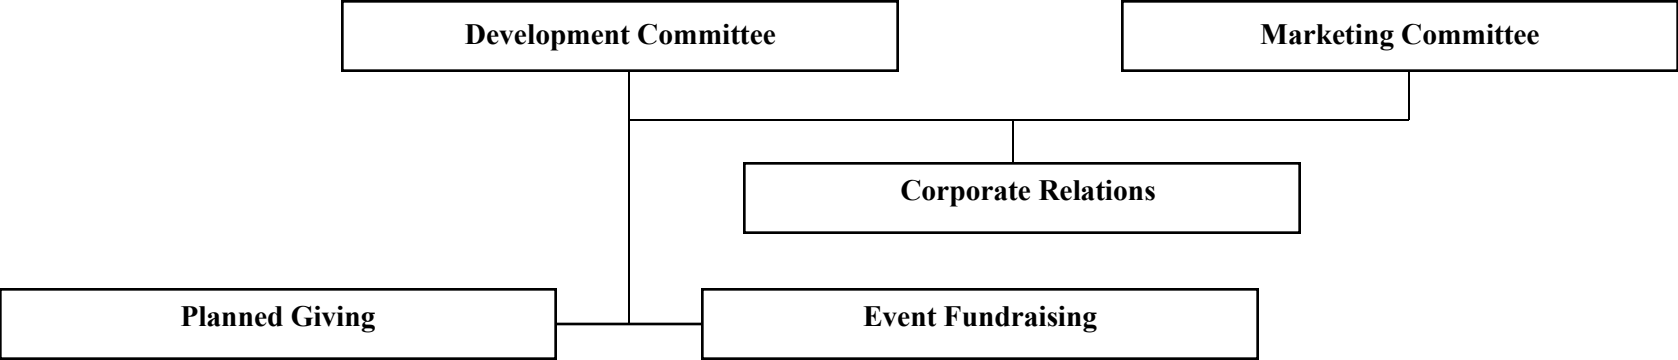 Development Committee
Marketing Committee
Corporate Relations
Planned Giving
Event Fundraising